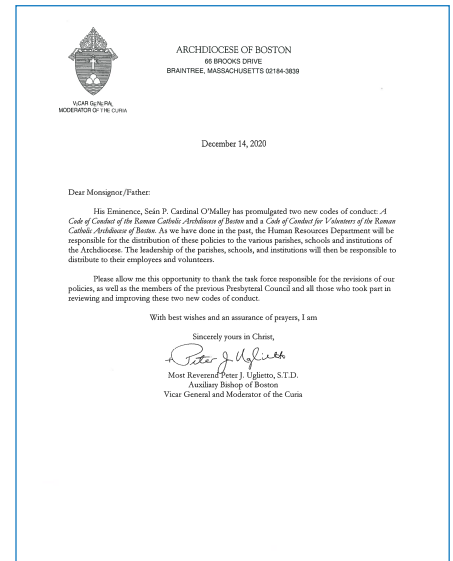 ARCHDIOCESE OF BOSTON
66 BROOKS DRIVE
BRAINTREE, MASSACHUSETTS 02184-3839
VICAR GENERAL
MODERATOR OF THE CURIA
December 14, 2020
Dear Monsignor/Father:
His Eminence, Seán P. Cardinal O'Malley has promulgated two new codes of conduct: A
Code of Conduct of the Roman Catholic Archdiocese of Boston and a Code of Conduct for Volunteers of the Roman
Catholic Archdiocese of Boston. As we have done in the past, the Human Resources Department will be
responsible for the distribution of these policies to the various parishes, schools and institutions of
the Archdiocese. The leadership of the parishes, schools, and institutions will then be responsible to
distribute to their employees and volunteers.
Please allow me this opportunity to thank the task force responsible for the revisions of our
policies, as well as the members of the previous Presbyteral Council and all those who took part in
reviewing and improving these two new codes of conduct.
With best wishes and an assurance of prayers, I am
Sincerely yours in Christ,
Peter J. Uglietto
Most Reverend Peter J. Uglietto, S.T.D.
Auxiliary Bishop of Boston
Vicar General and Moderator of the Curia